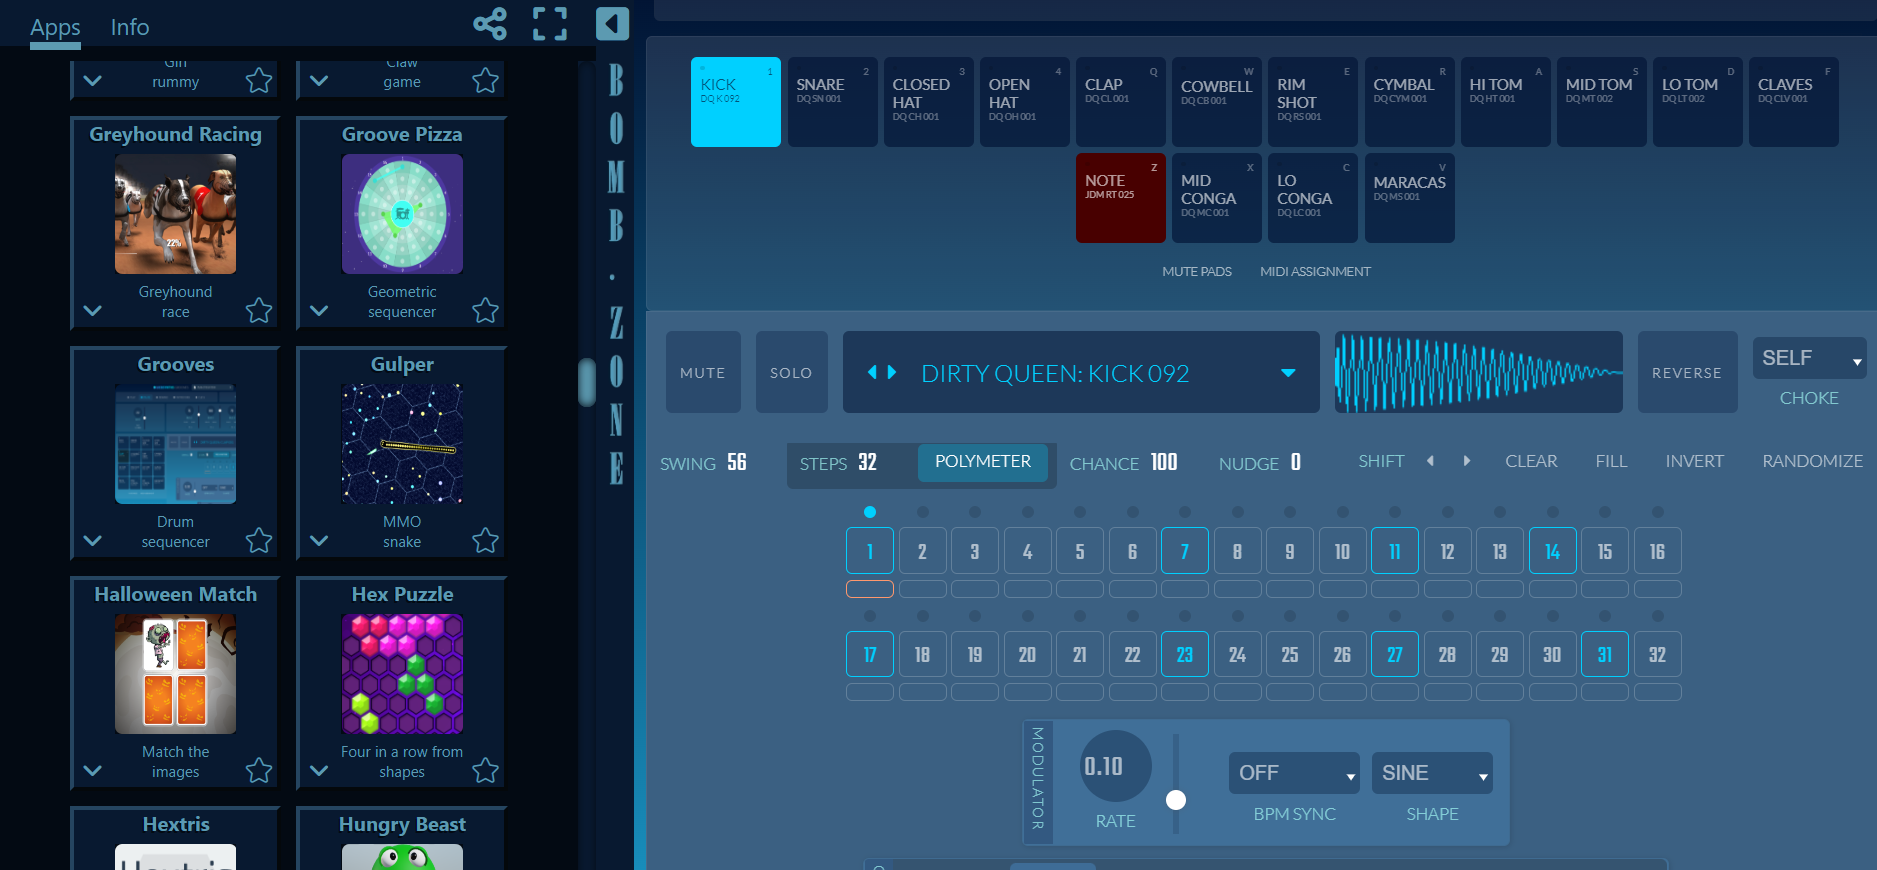 Apps
Info
Gin
rummy
Claw
game
Greyhound Racing
22%
Greyhound
race
Groove Pizza
Geometric
sequencer
Grooves
Drum
sequencer
Gulper
MMO
snake
Halloween Match
Match the
images
Hex Puzzle
Four in a row from
shapes
Hextris
Hungry Beast
BOMB.ZONE
KICK 1
DQ K 092
SNARE 2
DQ SN 001
CLOSED 3
HAT
DQ CH 001
OPEN 4
HAT
DQ OH 001
CLAP Q
DQ CL 001
COWBELL W
DQ CB 001
RIM E
SHOT
DQ RS 001
CYMBAL R
DQ CYM 001
HI TOM A
DQ HT 001
MID TOM S
DQ MT 002
LO TOM D
DQ LT 002
CLAVES F
DQ CLV 001
NOTE Z
JDM RT 025
MID X
CONGA
DQ MC 001
LO C
CONGA
DQ LC 001
MARACAS V
DQ MS 001
MUTE PADS MIDI ASSIGNMENT
MUTE SOLO DIRTY QUEEN: KICK 092 REVERSE SELF
CHOKE
SWING 56 STEPS 32 POLYMETER CHANCE 100 NUDGE 0 SHIFT CLEAR FILL INVERT RANDOMIZE
1 2 3 4 5 6 7 8 9 10 11 12 13 14 15 16
17 18 19 20 21 22 23 24 25 26 27 28 29 30 31 32
MODULATOR
0.10
RATE
OFF
BPM SYNC
SINE
SHAPE